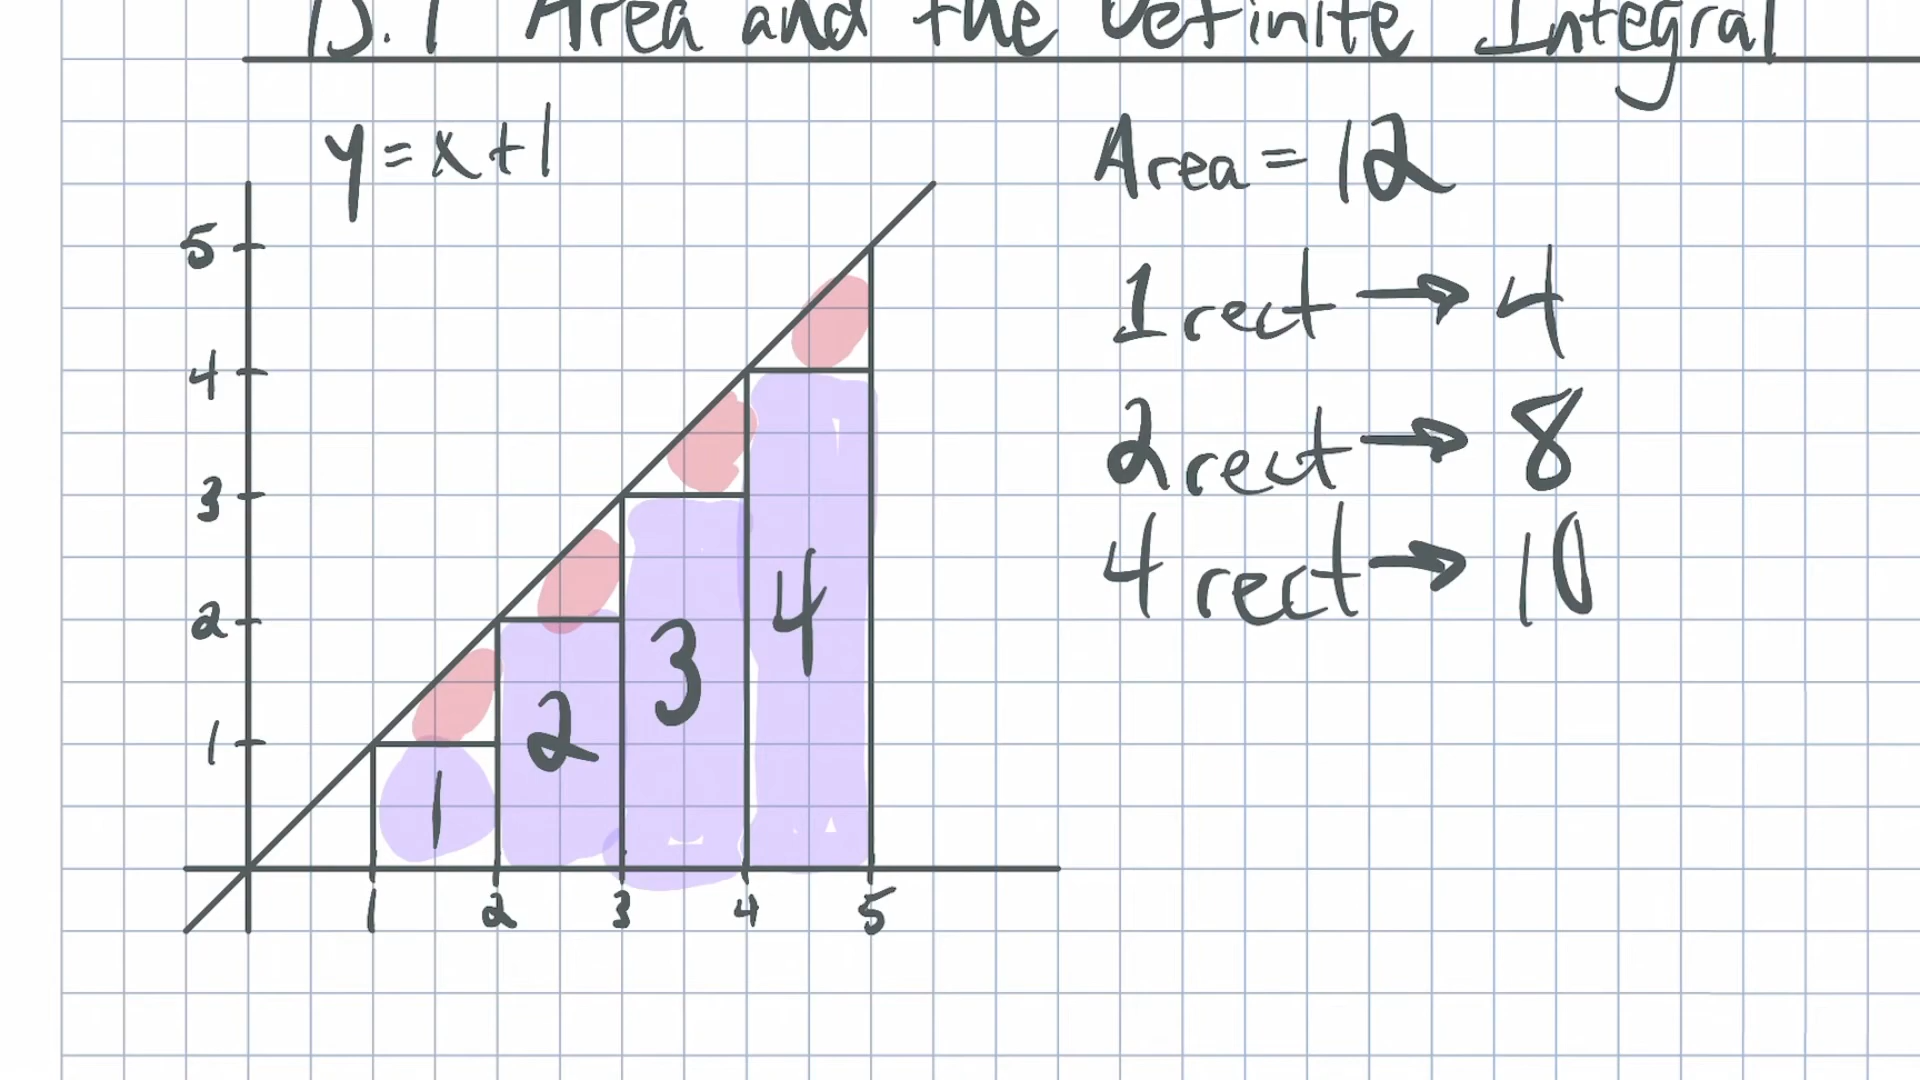 Area and the Definite Integral
y=x+1
Area = 12
1 rect → 4
2 rect → 8
4 rect → 10
5
4
3
2
1
1
2
3
4
1
2
3
4
5